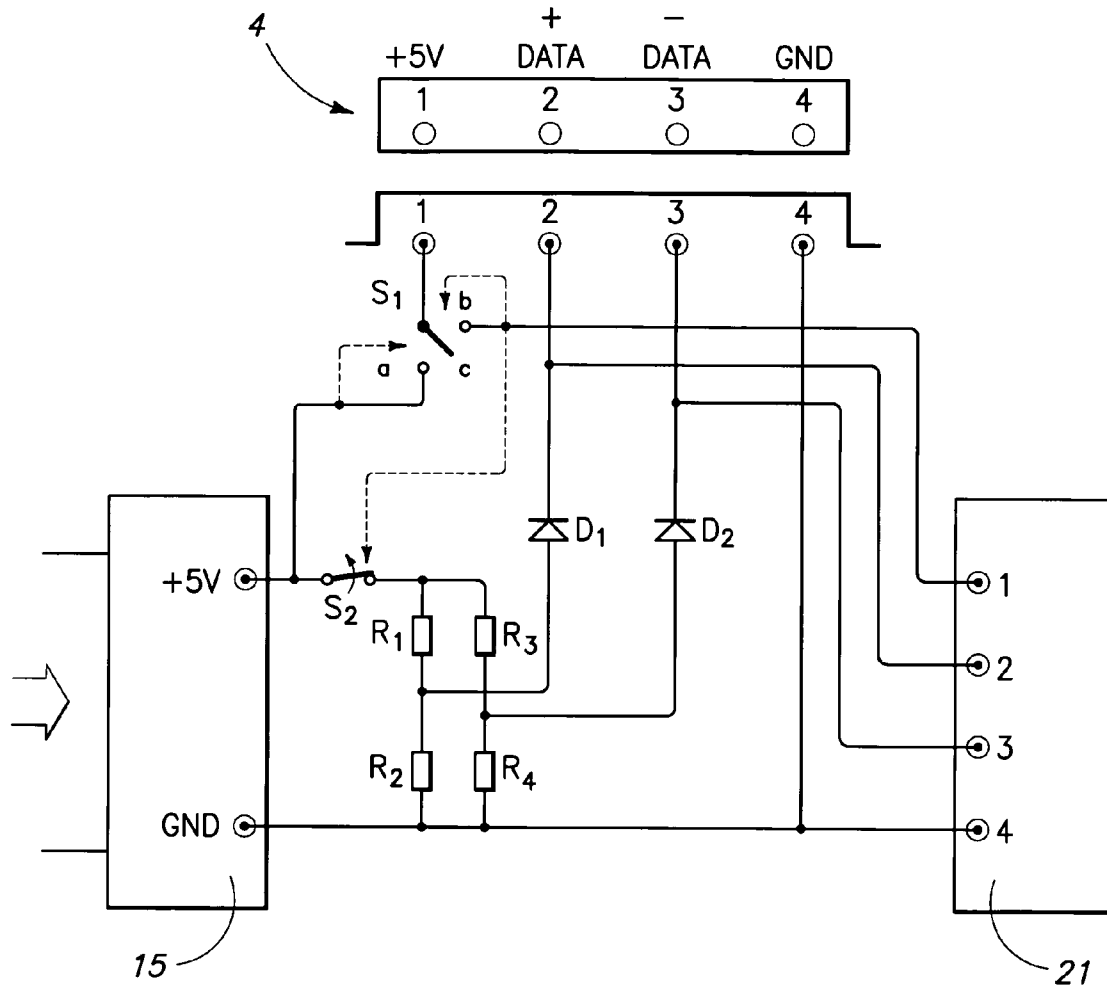 4
+ -
+5V DATA DATA GND
1 2 3 4
1 2 3 4
S1 b
a c
D1 D2
+5V 1
S2
R1 R3
2
3
R2 R4
GND 4
15 21